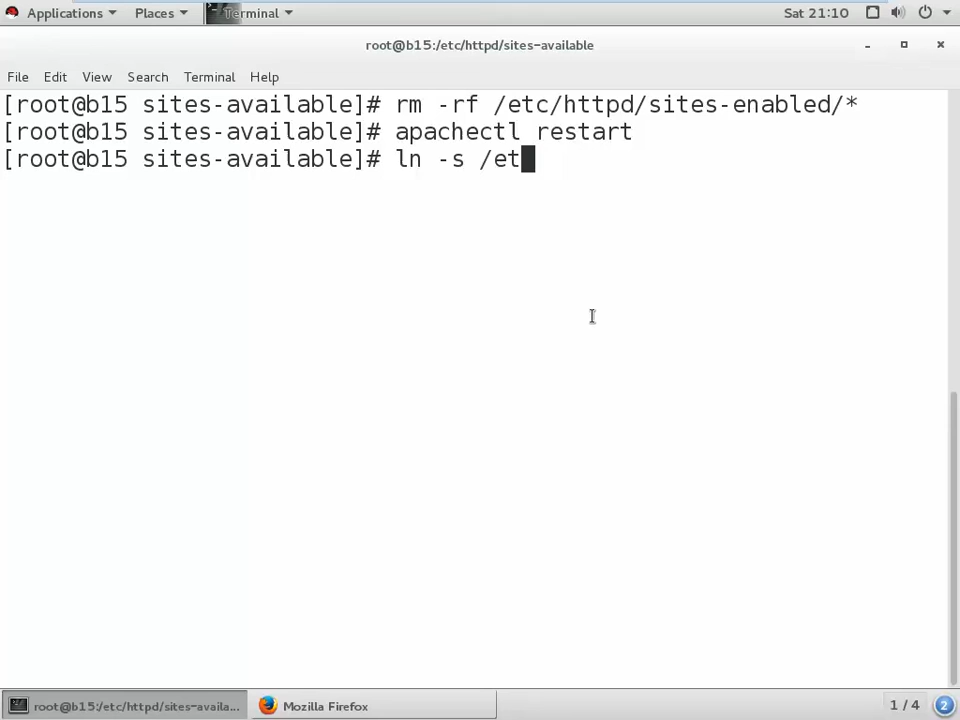 Applications Places Terminal Sat 21:10
root@b15:/etc/httpd/sites-available
File Edit View Search Terminal Help
[root@b15 sites-available]# rm -rf /etc/httpd/sites-enabled/*
[root@b15 sites-available]# apachectl restart
[root@b15 sites-available]# ln -s /et
root@b15:/etc/httpd/sites-availa... Mozilla Firefox 1 / 4 2